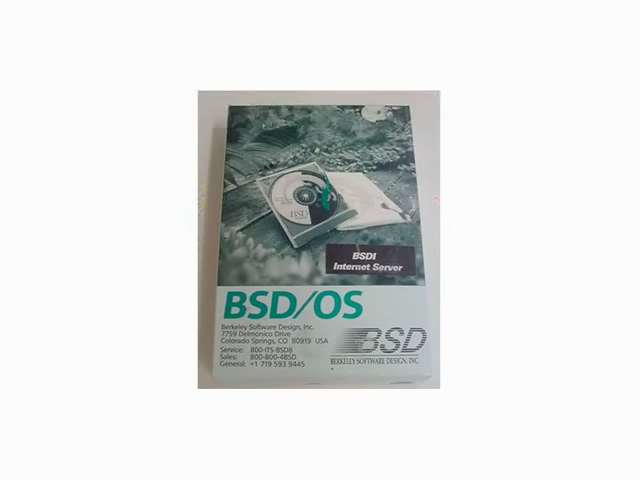 BSD
BSDI
Internet Server
BSD/OS
Berkeley Software Design, Inc.
7759 Delmonico Drive
Colorado Springs, CO 80919 USA
Service: 800-ITS-BSD8
Sales: 800-800-4BSD
General: +1 719 593 9445
BSD
BERKELEY SOFTWARE DESIGN, INC.